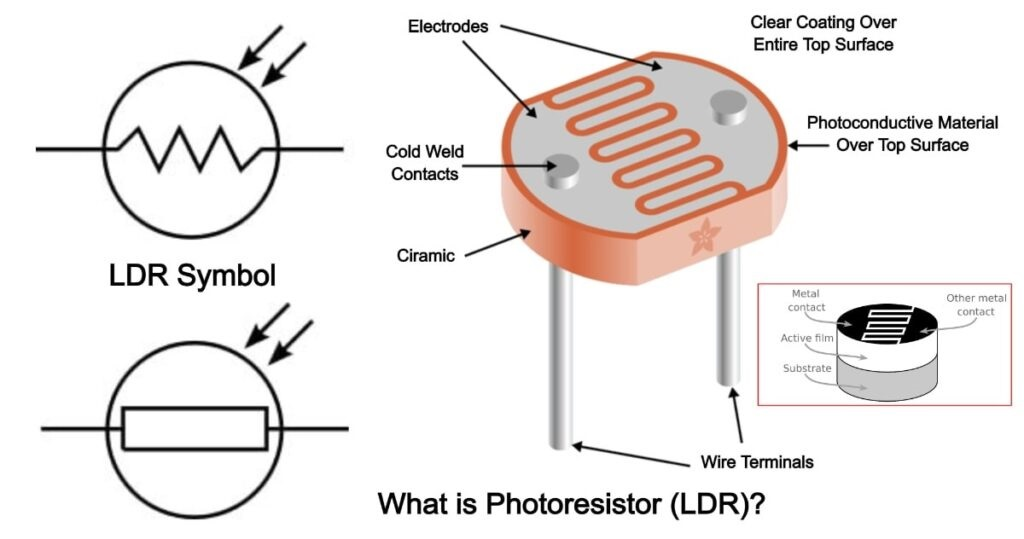 Electrodes
Clear Coating Over
Entire Top Surface
Photoconductive Material
Over Top Surface
Cold Weld
Contacts
Ciramic
LDR Symbol
Metal
contact
Other metal
contact
Active film
Substrate
Wire Terminals
What is Photoresistor (LDR)?